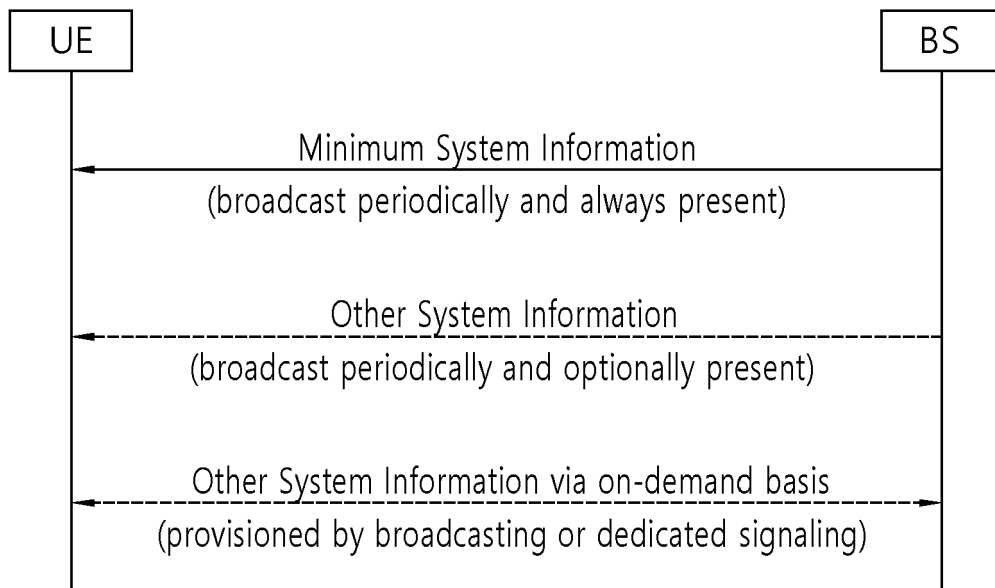 UE
BS
Minimum System Information
(broadcast periodically and always present)
Other System Information
(broadcast periodically and optionally present)
Other System Information via on-demand basis
(provisioned by broadcasting or dedicated signaling)